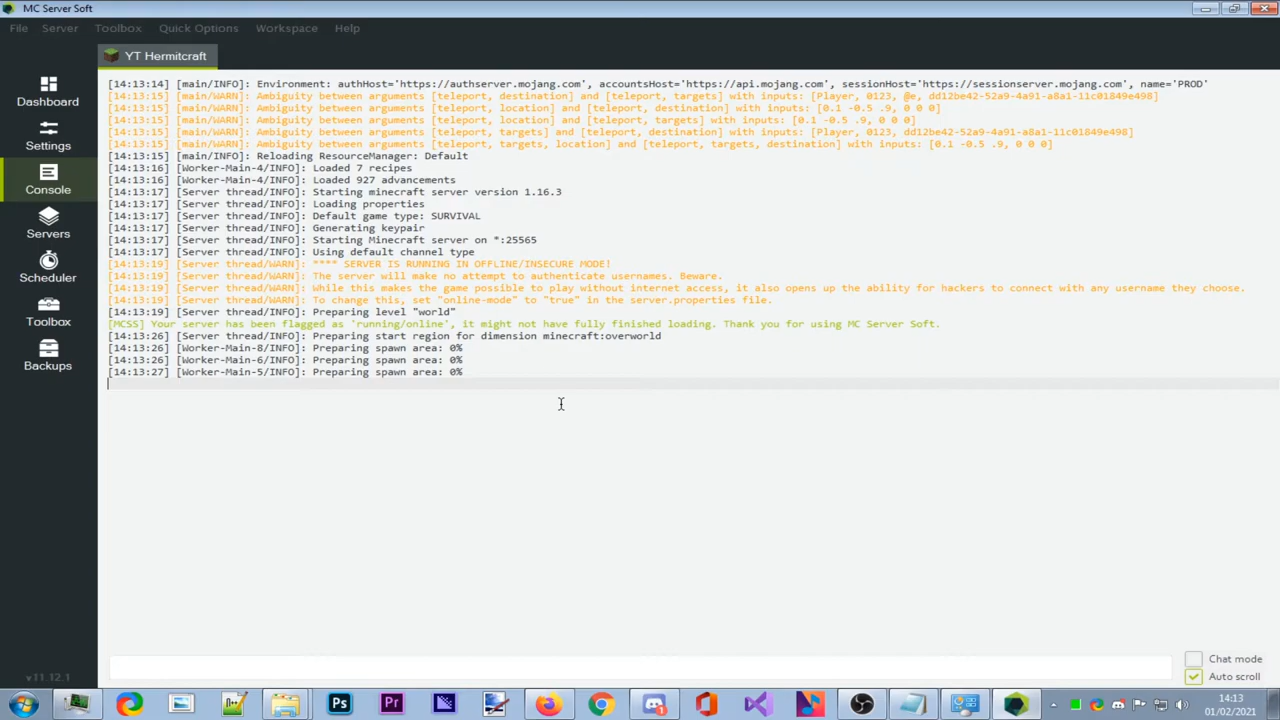 MC Server Soft
File Server Toolbox Quick Options Workspace Help
YT Hermitcraft
Dashboard
Settings
Console
Servers
Scheduler
Toolbox
Backups
[14:13:14] [main/INFO]: Environment: authHost='https://authserver.mojang.com', accountsHost='https://api.mojang.com', sessionHost='https://sessionserver.mojang.com', name='PROD'
[14:13:15] [main/WARN]: Ambiguity between arguments [teleport, destination] and [teleport, targets] with inputs: [Player, 0123, @e, dd12be42-52a9-4a91-a8a1-11c01849e498]
[14:13:15] [main/WARN]: Ambiguity between arguments [teleport, location] and [teleport, destination] with inputs: [0.1 -0.5 .9, 0 0 0]
[14:13:15] [main/WARN]: Ambiguity between arguments [teleport, location] and [teleport, targets] with inputs: [0.1 -0.5 .9, 0 0 0]
[14:13:15] [main/WARN]: Ambiguity between arguments [teleport, targets] and [teleport, destination] with inputs: [Player, 0123, dd12be42-52a9-4a91-a8a1-11c01849e498]
[14:13:15] [main/WARN]: Ambiguity between arguments [teleport, targets, location] and [teleport, targets, destination] with inputs: [0.1 -0.5 .9, 0 0 0]
[14:13:15] [main/INFO]: Reloading ResourceManager: Default
[14:13:16] [Worker-Main-4/INFO]: Loaded 7 recipes
[14:13:16] [Worker-Main-4/INFO]: Loaded 927 advancements
[14:13:17] [Server thread/INFO]: Starting minecraft server version 1.16.3
[14:13:17] [Server thread/INFO]: Loading properties
[14:13:17] [Server thread/INFO]: Default game type: SURVIVAL
[14:13:17] [Server thread/INFO]: Generating keypair
[14:13:17] [Server thread/INFO]: Starting Minecraft server on *:25565
[14:13:17] [Server thread/INFO]: Using default channel type
[14:13:19] [Server thread/WARN]: **** SERVER IS RUNNING IN OFFLINE/INSECURE MODE!
[14:13:19] [Server thread/WARN]: The server will make no attempt to authenticate usernames. Beware.
[14:13:19] [Server thread/WARN]: While this makes the game possible to play without internet access, it also opens up the ability for hackers to connect with any username they choose.
[14:13:19] [Server thread/WARN]: To change this, set "online-mode" to "true" in the server.properties file.
[14:13:19] [Server thread/INFO]: Preparing level "world"
[MCSS] Your server has been flagged as 'running/online', it might not have fully finished loading. Thank you for using MC Server Soft.
[14:13:26] [Server thread/INFO]: Preparing start region for dimension minecraft:overworld
[14:13:26] [Worker-Main-8/INFO]: Preparing spawn area: 0%
[14:13:26] [Worker-Main-6/INFO]: Preparing spawn area: 0%
[14:13:27] [Worker-Main-5/INFO]: Preparing spawn area: 0%
Chat mode
Auto scroll
v11.12.1
Ps
Pr
14:13
01/02/2021